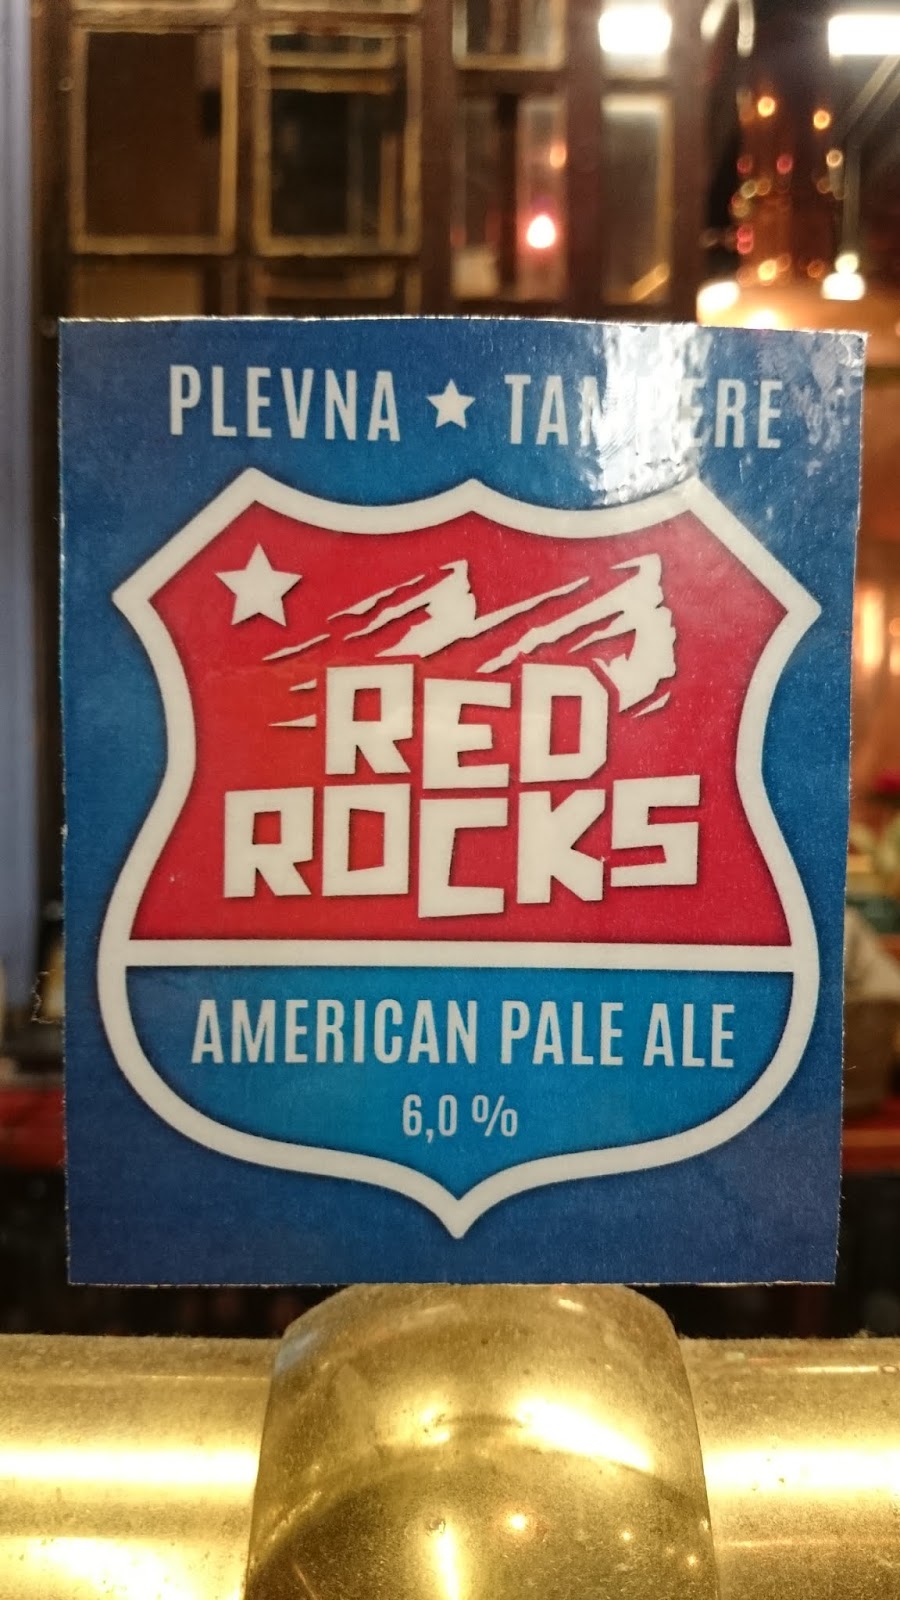 PLEVNA ★ TAMPERE
RED
ROCKS
AMERICAN PALE ALE
6,0 %